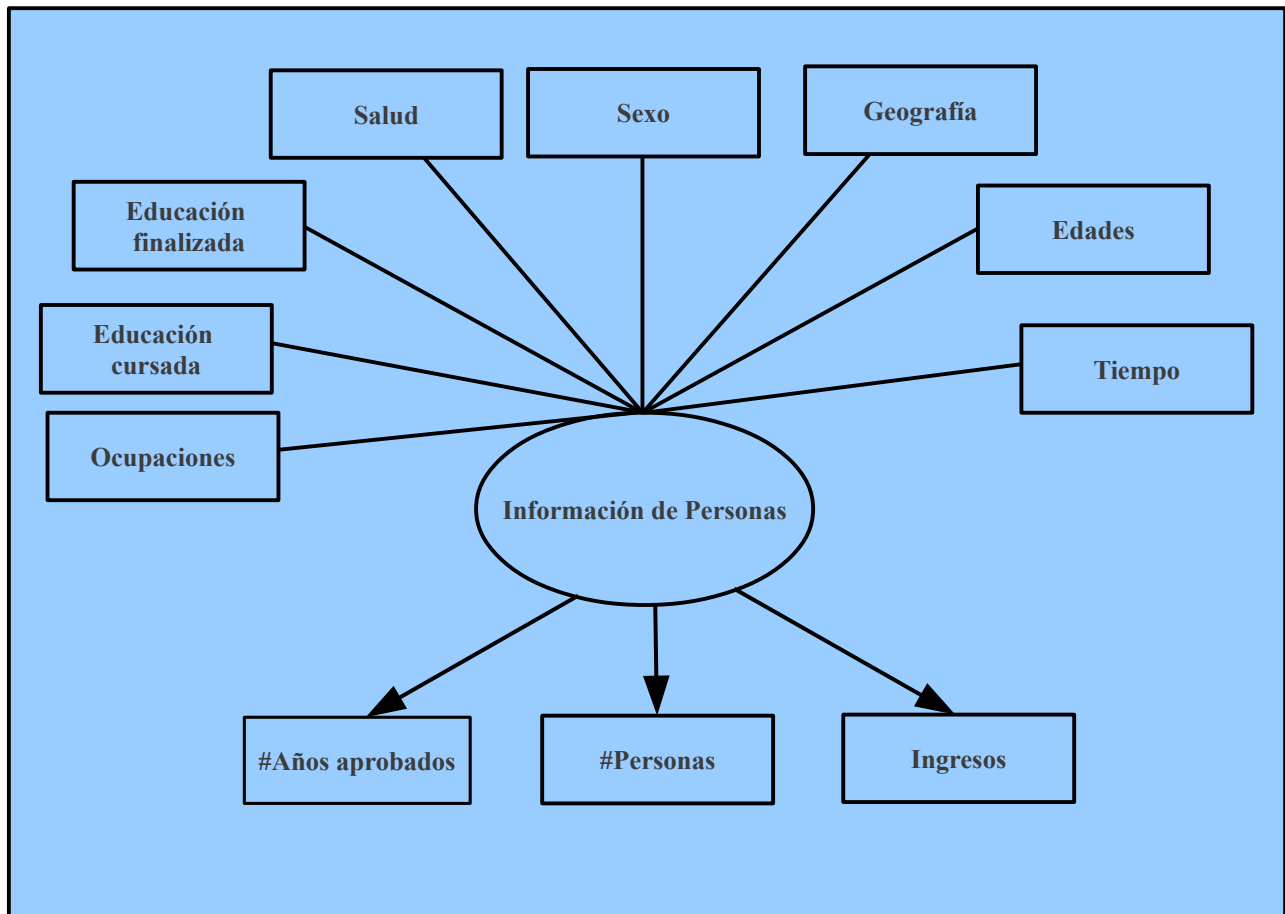 Salud
Sexo
Geografía
Educación
finalizada
Edades
Educación
cursada
Tiempo
Ocupaciones
Información de Personas
#Años aprobados
#Personas
Ingresos